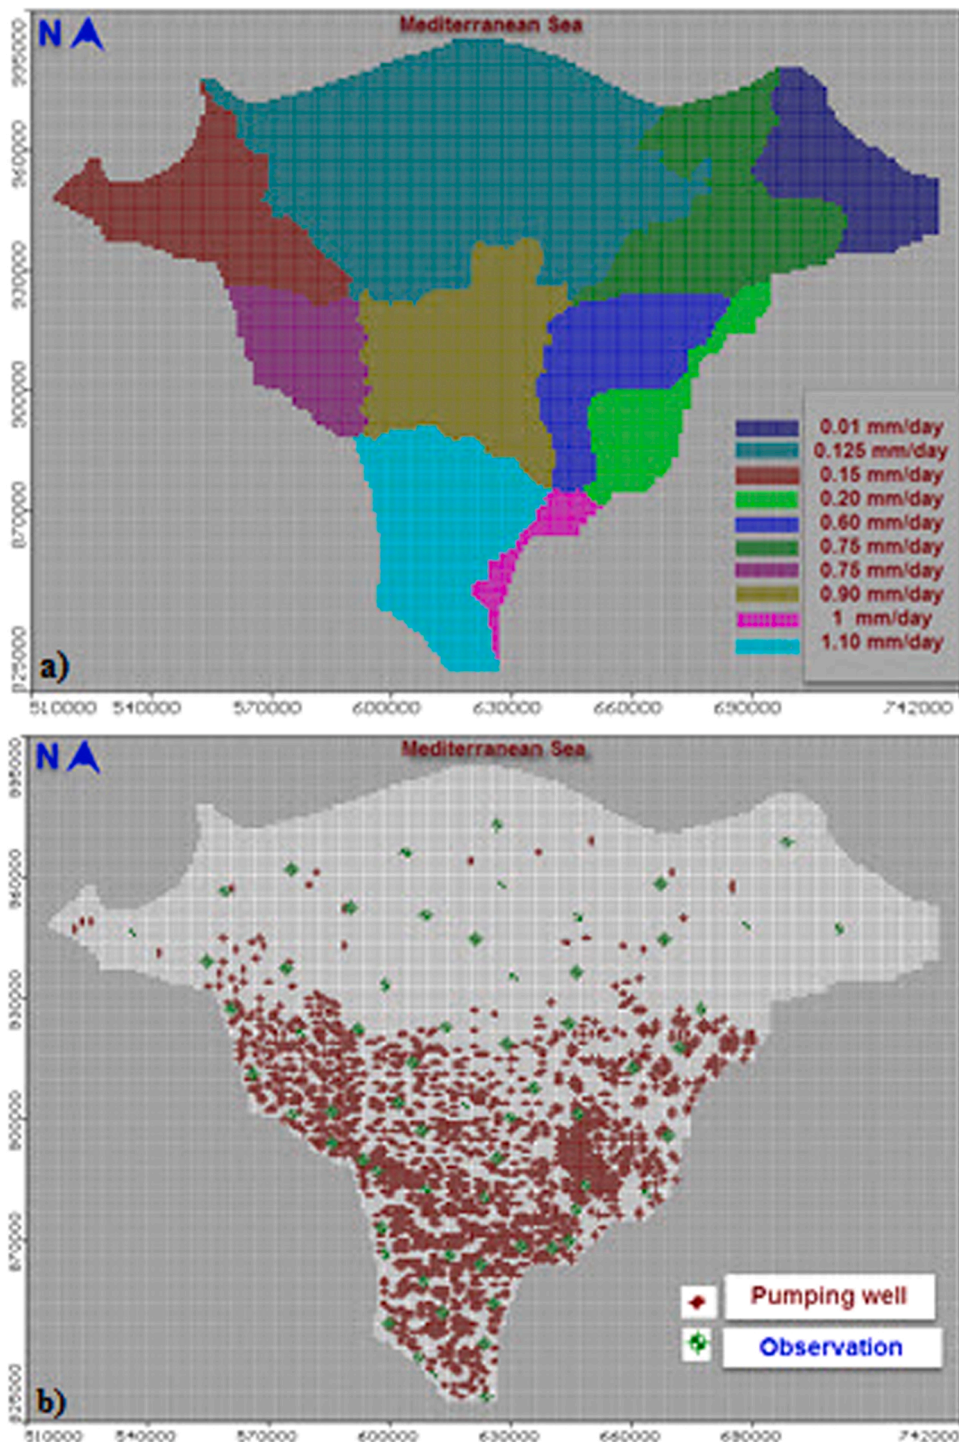 N
Mediterranean Sea
0.01 mm/day
0.125 mm/day
0.15 mm/day
0.20 mm/day
0.60 mm/day
0.75 mm/day
0.75 mm/day
0.90 mm/day
1 mm/day
1.10 mm/day
a)
510000 540000 570000 600000 630000 660000 690000 742000
N
Mediterranean Sea
Pumping well
Observation
b)
510000 540000 570000 600000 630000 660000 690000 742000